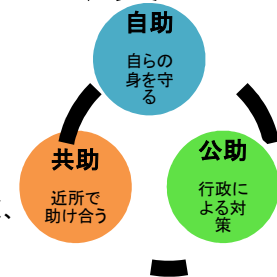 自助
自らの
身を守
る
共助
近所で
助け合う
公助
行政に
よる対
策
、